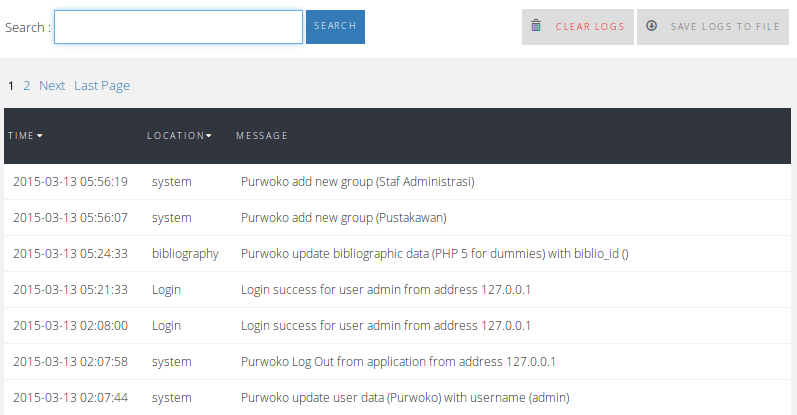 Search : SEARCH CLEAR LOGS SAVE LOGS TO FILE
1 2 Next Last Page
TIME LOCATION MESSAGE
2015-03-13 05:56:19 system Purwoko add new group (Staf Administrasi)
2015-03-13 05:56:07 system Purwoko add new group (Pustakawan)
2015-03-13 05:24:33 bibliography Purwoko update bibliographic data (PHP 5 for dummies) with biblio_id ()
2015-03-13 05:21:33 Login Login success for user admin from address 127.0.0.1
2015-03-13 02:08:00 Login Login success for user admin from address 127.0.0.1
2015-03-13 02:07:58 system Purwoko Log Out from application from address 127.0.0.1
2015-03-13 02:07:44 system Purwoko update user data (Purwoko) with username (admin)